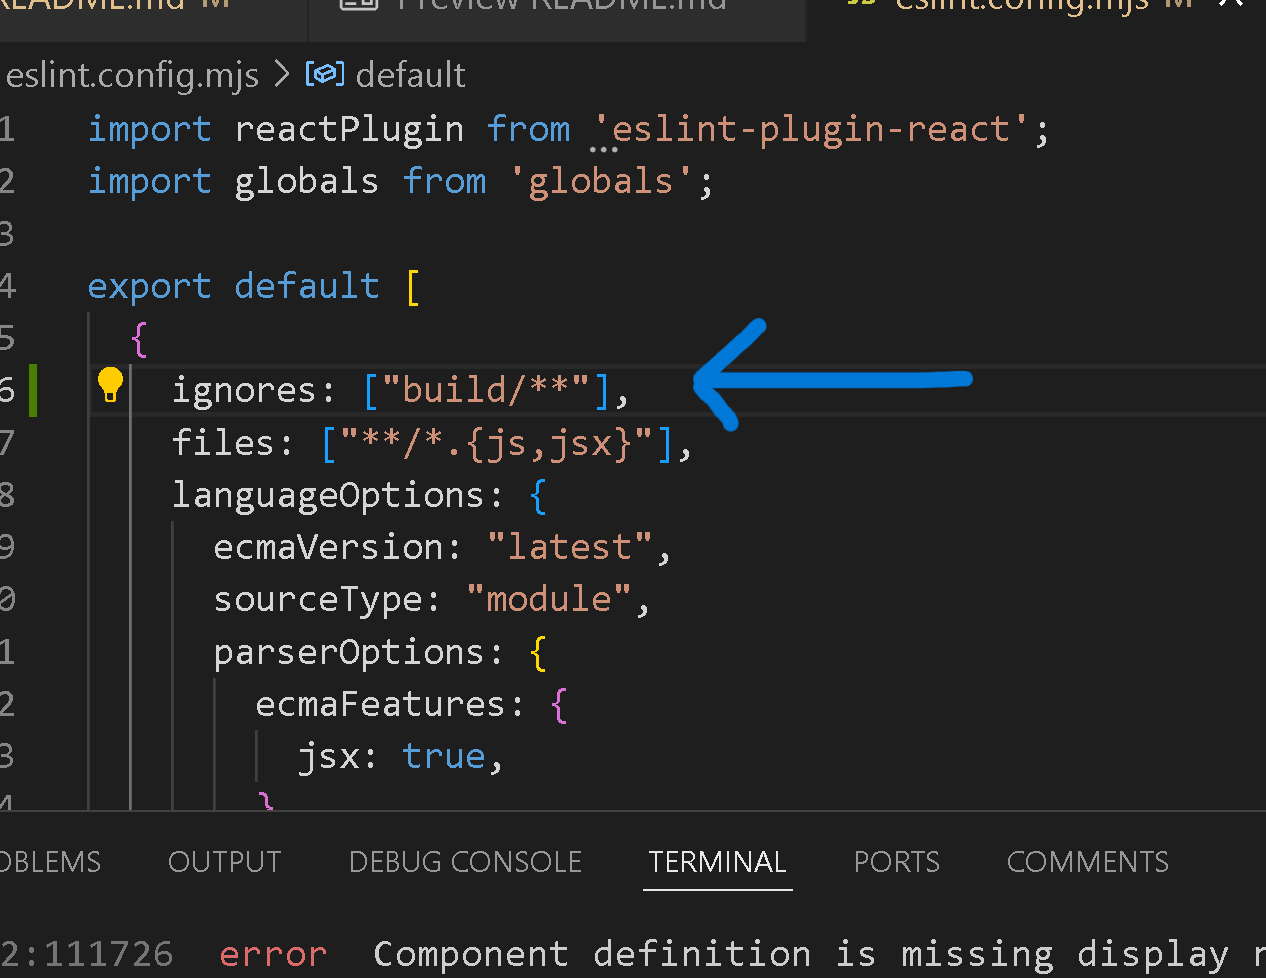 README.md M Preview README.md eslint.config.mjs M
eslint.config.mjs > default
1 import reactPlugin from 'eslint-plugin-react';
2 import globals from 'globals';
3
4 export default [
5 {
6 ignores: ["build/**"],
7 files: ["**/*.{js,jsx}"],
8 languageOptions: {
9 ecmaVersion: "latest",
0 sourceType: "module",
1 parserOptions: {
2 ecmaFeatures: {
3 jsx: true,
4 }
OBLEMS OUTPUT DEBUG CONSOLE TERMINAL PORTS COMMENTS
2:111726 error Component definition is missing display